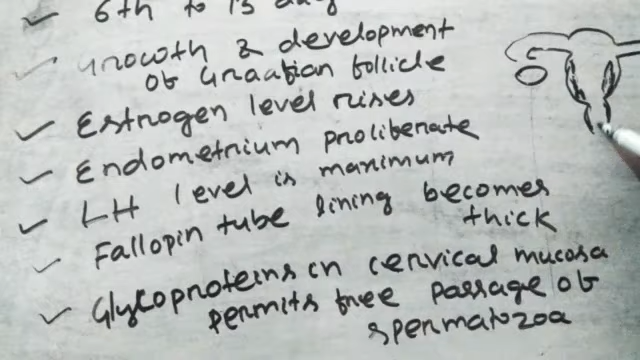 6th to 13 day
Growth & development
of Graafian follicle
Estrogen level rises
Endometrium proliferate
LH level is maximum
Fallopin tube lining becomes
thick
Glycoproteins in cervical mucosa
permits free passage of
spermatozoa